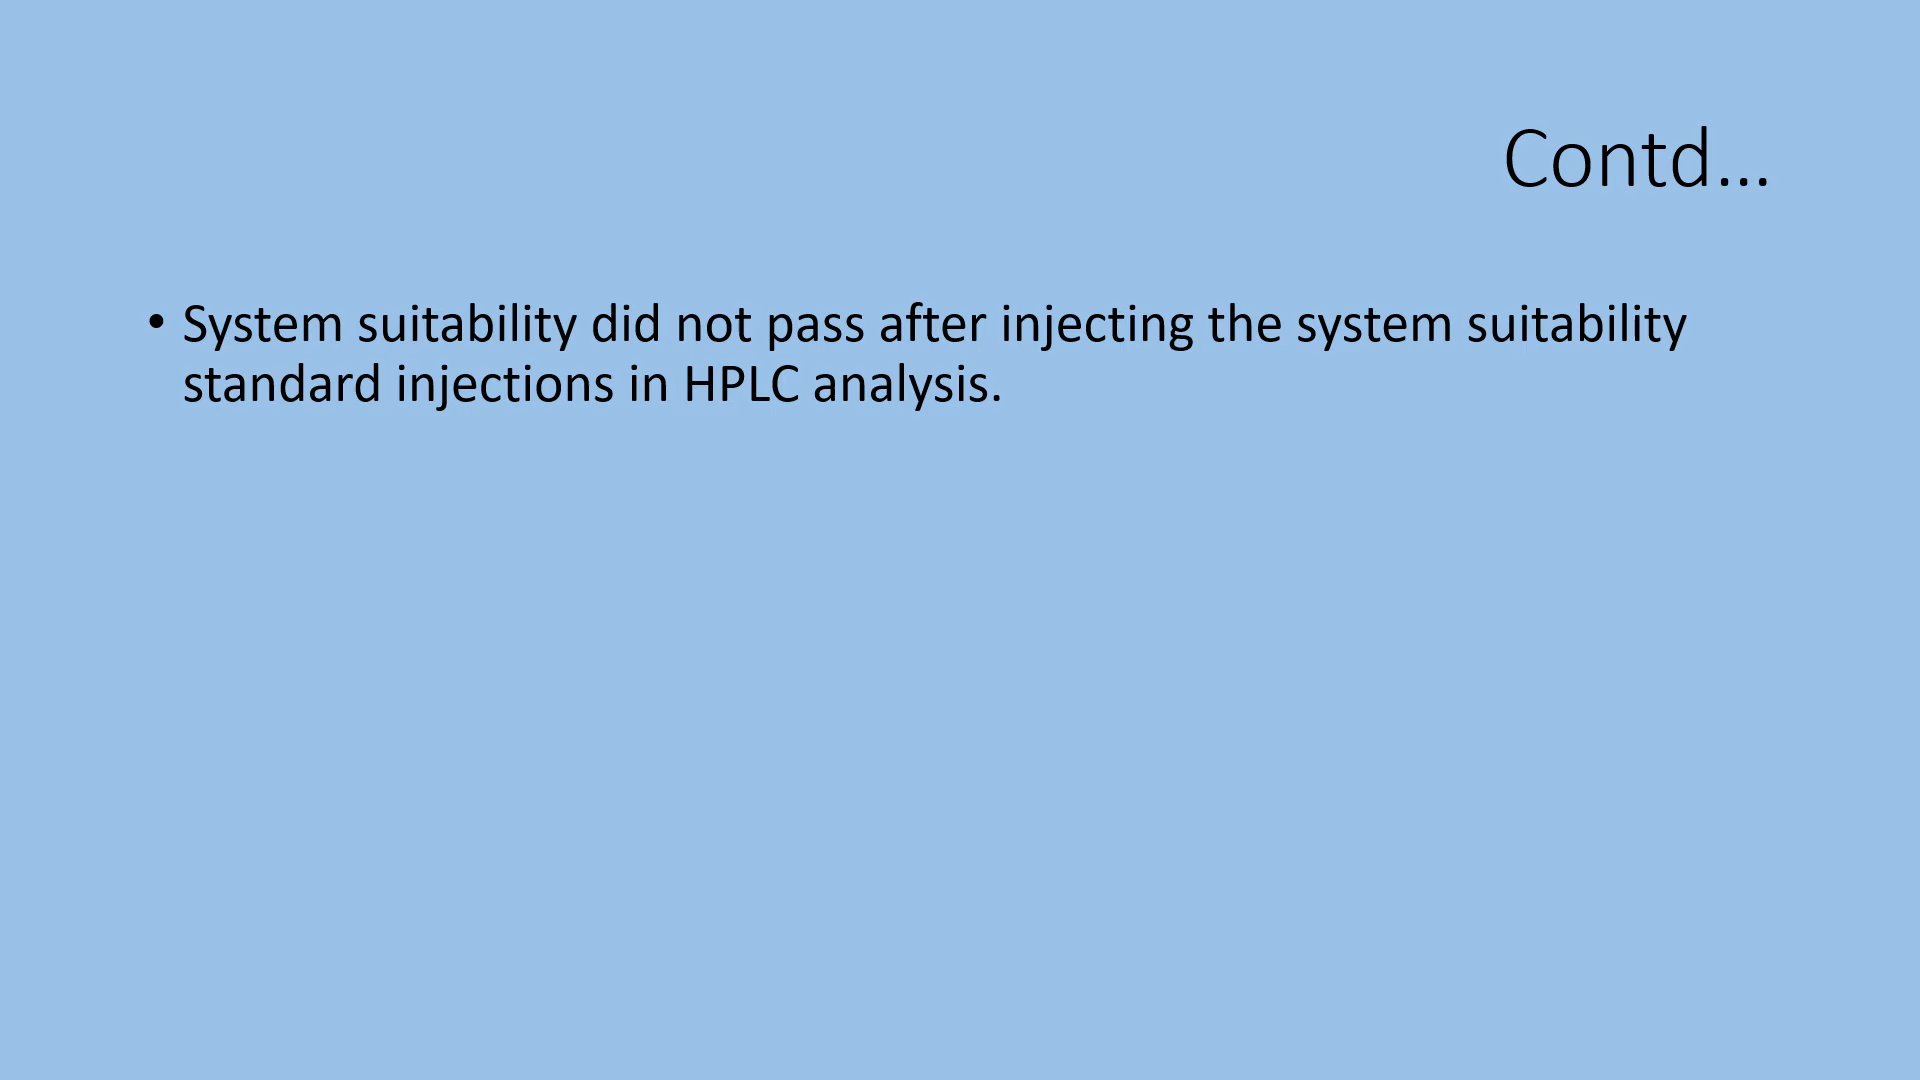 Contd...
• System suitability did not pass after injecting the system suitability
standard injections in HPLC analysis.